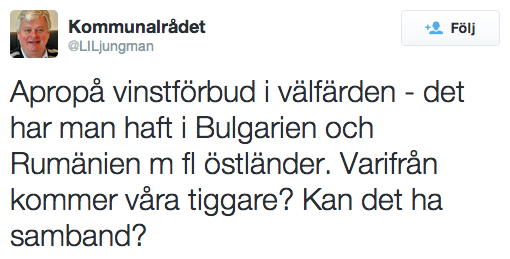 Kommunalrådet
@LILjungman
Följ
Apropå vinstförbud i välfärden - det
har man haft i Bulgarien och
Rumänien m fl östländer. Varifrån
kommer våra tiggare? Kan det ha
samband?